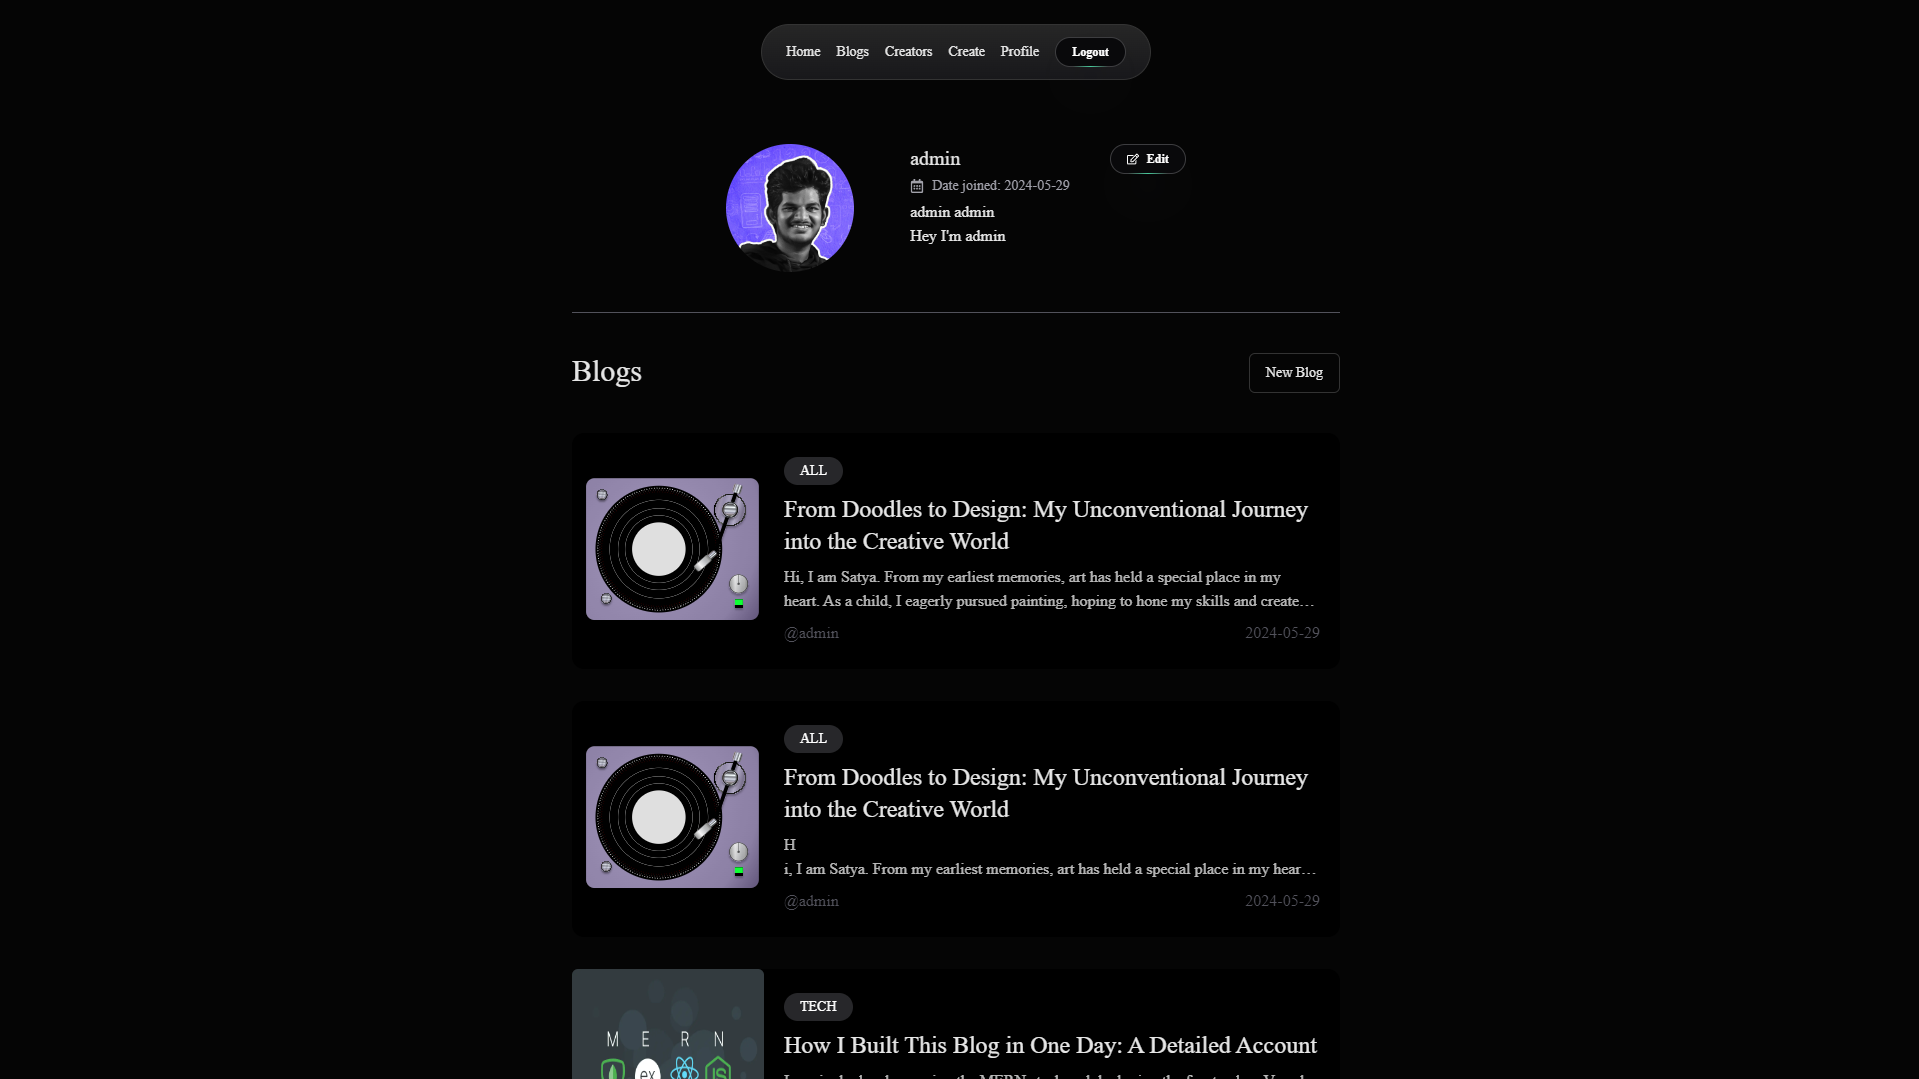 Home Blogs Creators Create Profile Logout
admin
Edit
Date joined: 2024-05-29
admin admin
Hey I'm admin
Blogs
New Blog
ALL
From Doodles to Design: My Unconventional Journey
into the Creative World
Hi, I am Satya. From my earliest memories, art has held a special place in my
heart. As a child, I eagerly pursued painting, hoping to hone my skills and create…
@admin
2024-05-29
ALL
From Doodles to Design: My Unconventional Journey
into the Creative World
H
i, I am Satya. From my earliest memories, art has held a special place in my hear…
@admin
2024-05-29
M E R N
ex
JS
TECH
How I Built This Blog in One Day: A Detailed Account